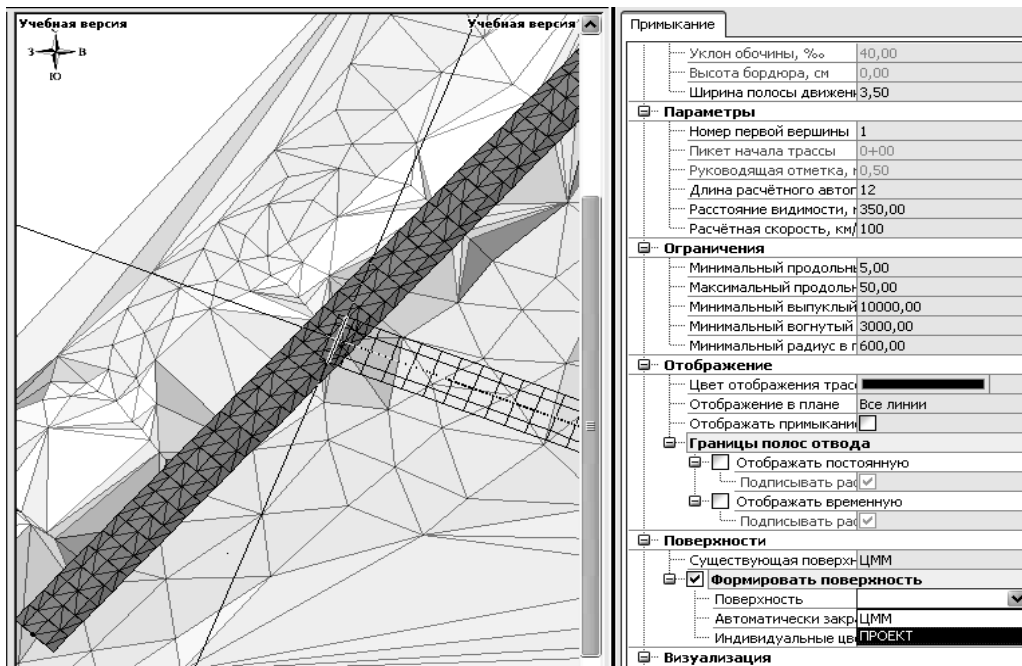 Учебная версия
Учебная версия
З В
Ю
Примыкание
Уклон обочины, ‰ 40,00
Высота бордюра, см 0,00
Ширина полосы движен 3,50
Параметры
Номер первой вершины 1
Пикет начала трассы 0+00
Руководящая отметка, 0,50
Длина расчётного автог 12
Расстояние видимости, 350,00
Расчётная скорость, км/ 100
Ограничения
Минимальный продольн 5,00
Максимальный продольн 50,00
Минимальный выпуклый 10000,00
Минимальный вогнутый 3000,00
Минимальный радиус в г 600,00
Отображение
Цвет отображения трас
Отображение в плане Все линии
Отображать примыкани
Границы полос отвода
Отображать постоянную
Подписывать рас
Отображать временную
Подписывать рас
Поверхности
Существующая поверхн ЦММ
Формировать поверхность
Поверхность
Автоматически закр ЦММ
Индивидуальные цв ПРОЕКТ
Визуализация